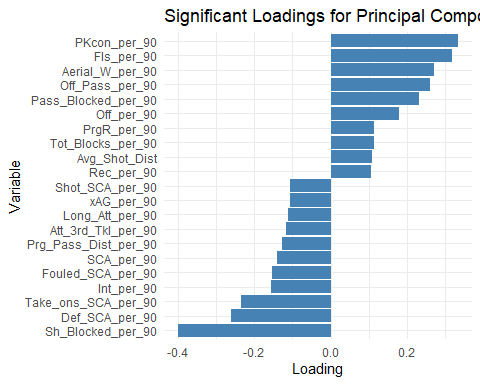 Significant Loadings for Principal Compo
PKcon_per_90
Fls_per_90
Aerial_W_per_90
Off_Pass_per_90
Pass_Blocked_per_90
Off_per_90
PrgR_per_90
Tot_Blocks_per_90
Avg_Shot_Dist
Rec_per_90
Shot_SCA_per_90
xAG_per_90
Long_Att_per_90
Att_3rd_Tkl_per_90
Prg_Pass_Dist_per_90
SCA_per_90
Fouled_SCA_per_90
Int_per_90
Take_ons_SCA_per_90
Def_SCA_per_90
Sh_Blocked_per_90
Variable
-0.4 -0.2 0.0 0.2
Loading